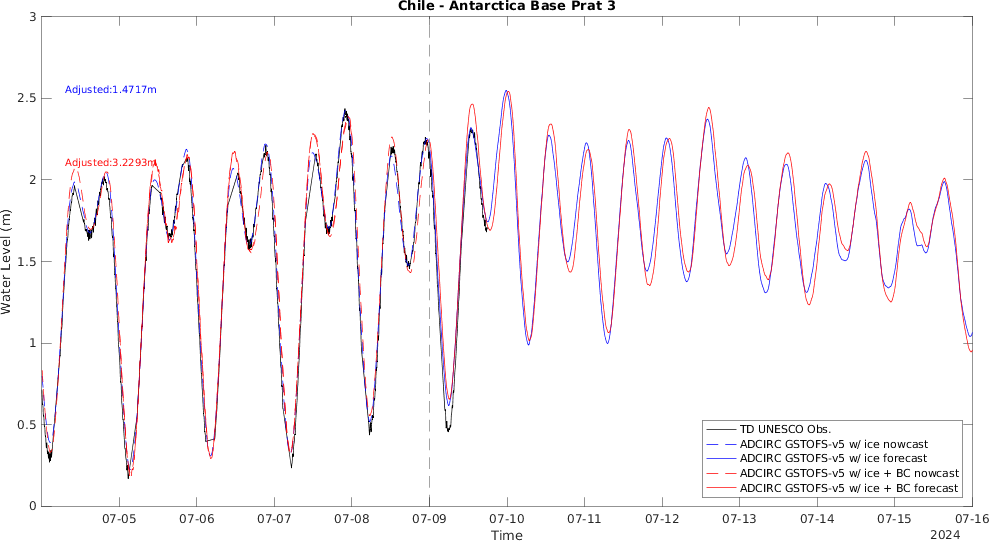 Chile - Antarctica Base Prat 3
3
2.5
2
1.5
1
0.5
0
Water Level (m)
Adjusted:1.4717m
Adjusted:3.2293m
TD UNESCO Obs.
ADCIRC GSTOFS-v5 w/ ice nowcast
ADCIRC GSTOFS-v5 w/ ice forecast
ADCIRC GSTOFS-v5 w/ ice + BC nowcast
ADCIRC GSTOFS-v5 w/ ice + BC forecast
07-05 07-06 07-07 07-08 07-09 07-10 07-11 07-12 07-13 07-14 07-15 07-16
Time
2024